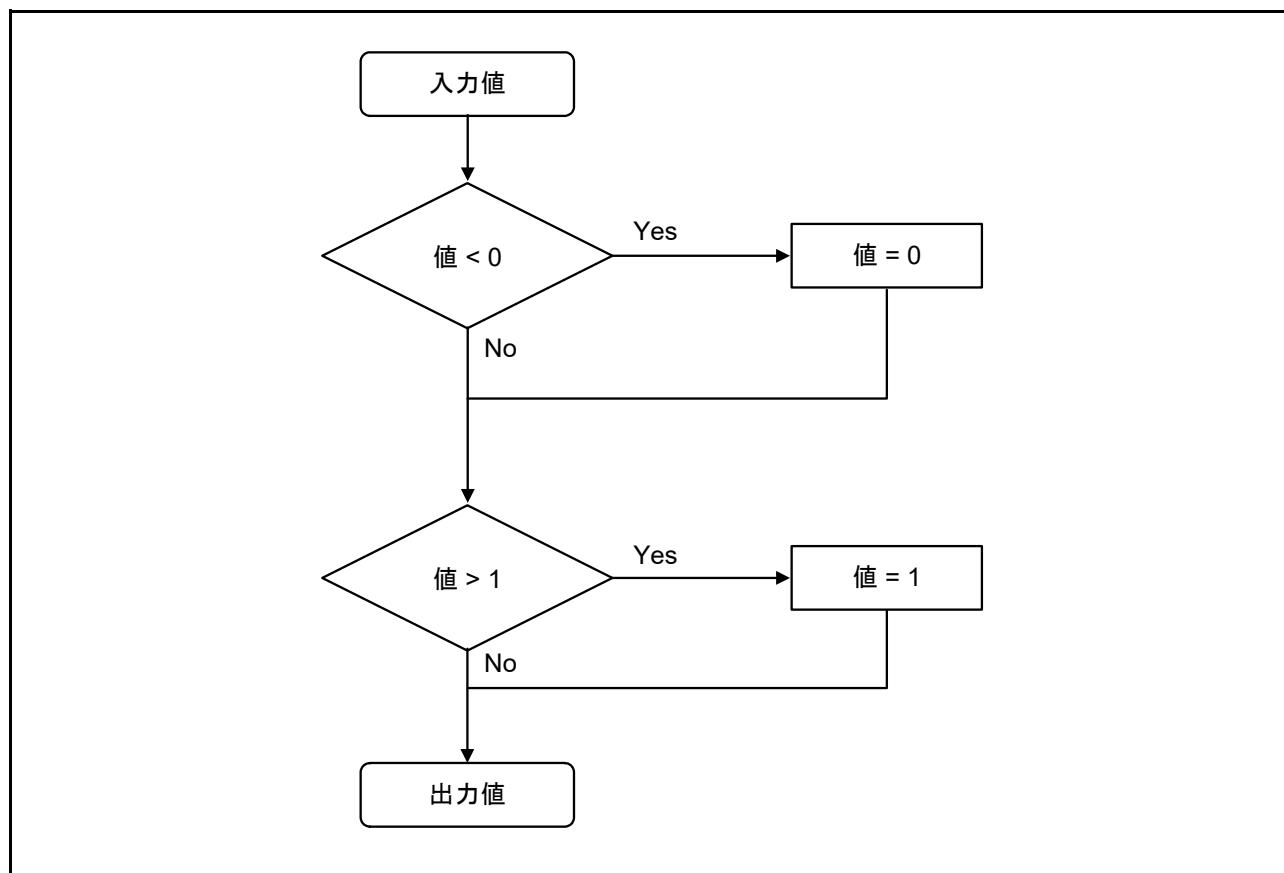 入力値
値 < 0
Yes
値 = 0
No
値 > 1
Yes
値 = 1
No
出力値